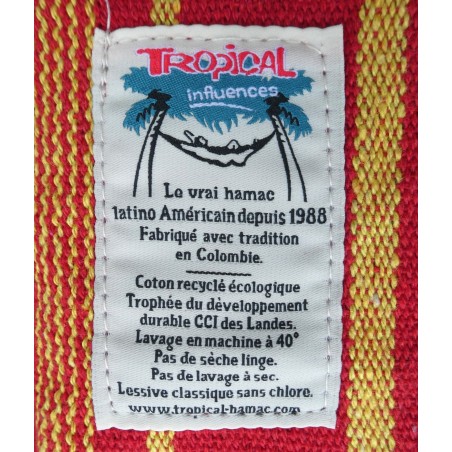 TROPICAL
influences
Le vrai hamac
latino Américain depuis 1988
Fabriqué avec tradition
en Colombie.
Coton recyclé écologique
Trophée du développement
durable CCI des Landes.
Lavage en machine à 40°
Pas de sèche linge.
Pas de lavage à sec.
Lessive classique sans chlore.
www.tropical-hamac.com